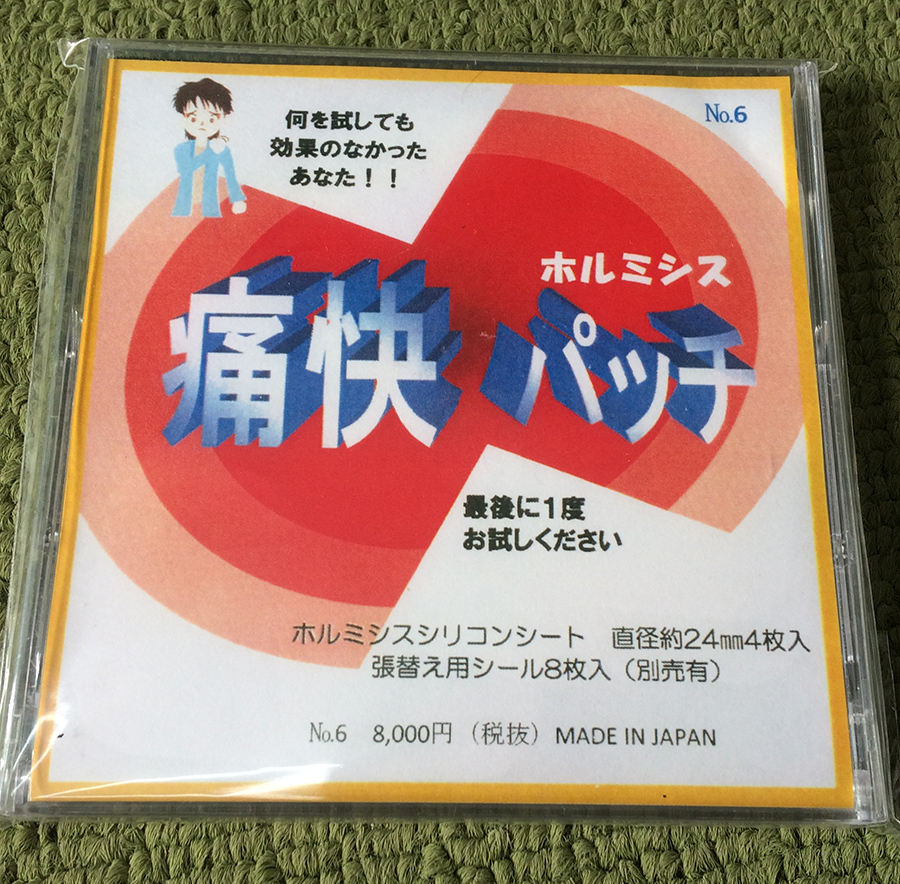 No.6
何を試しても
効果のなかった
あなた！！
ホルミシス
痛快パッチ
最後に1度
お試しください
ホルミシスシリコンシート　直径約24㎜4枚入
張替え用シール8枚入（別売有）
No.6　8,000円（税抜）MADE IN JAPAN